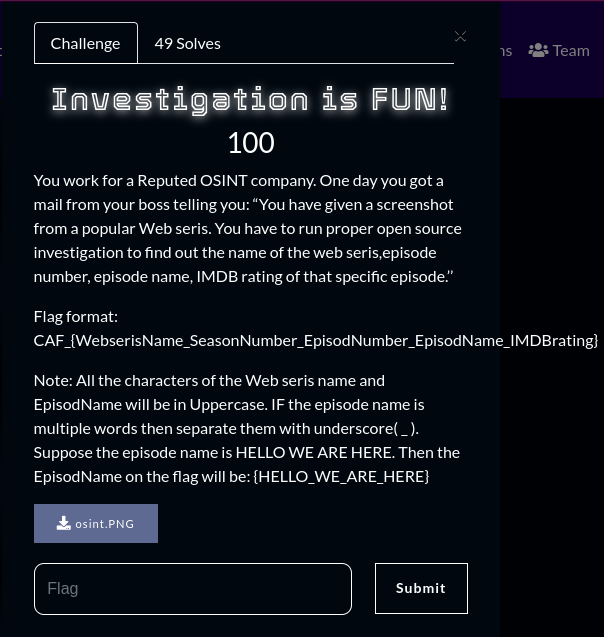 Challenge 49 Solves
ns Team
Investigation is FUN!
100
You work for a Reputed OSINT company. One day you got a
mail from your boss telling you: “You have given a screenshot
from a popular Web seris. You have to run proper open source
investigation to find out the name of the web seris,episode
number, episode name, IMDB rating of that specific episode.’’
Flag format:
CAF_{WebserisName_SeasonNumber_EpisodNumber_EpisodName_IMDBrating}
Note: All the characters of the Web seris name and
EpisodName will be in Uppercase. IF the episode name is
multiple words then separate them with underscore( _ ).
Suppose the episode name is HELLO WE ARE HERE. Then the
EpisodName on the flag will be: {HELLO_WE_ARE_HERE}
osint.PNG
Flag
Submit